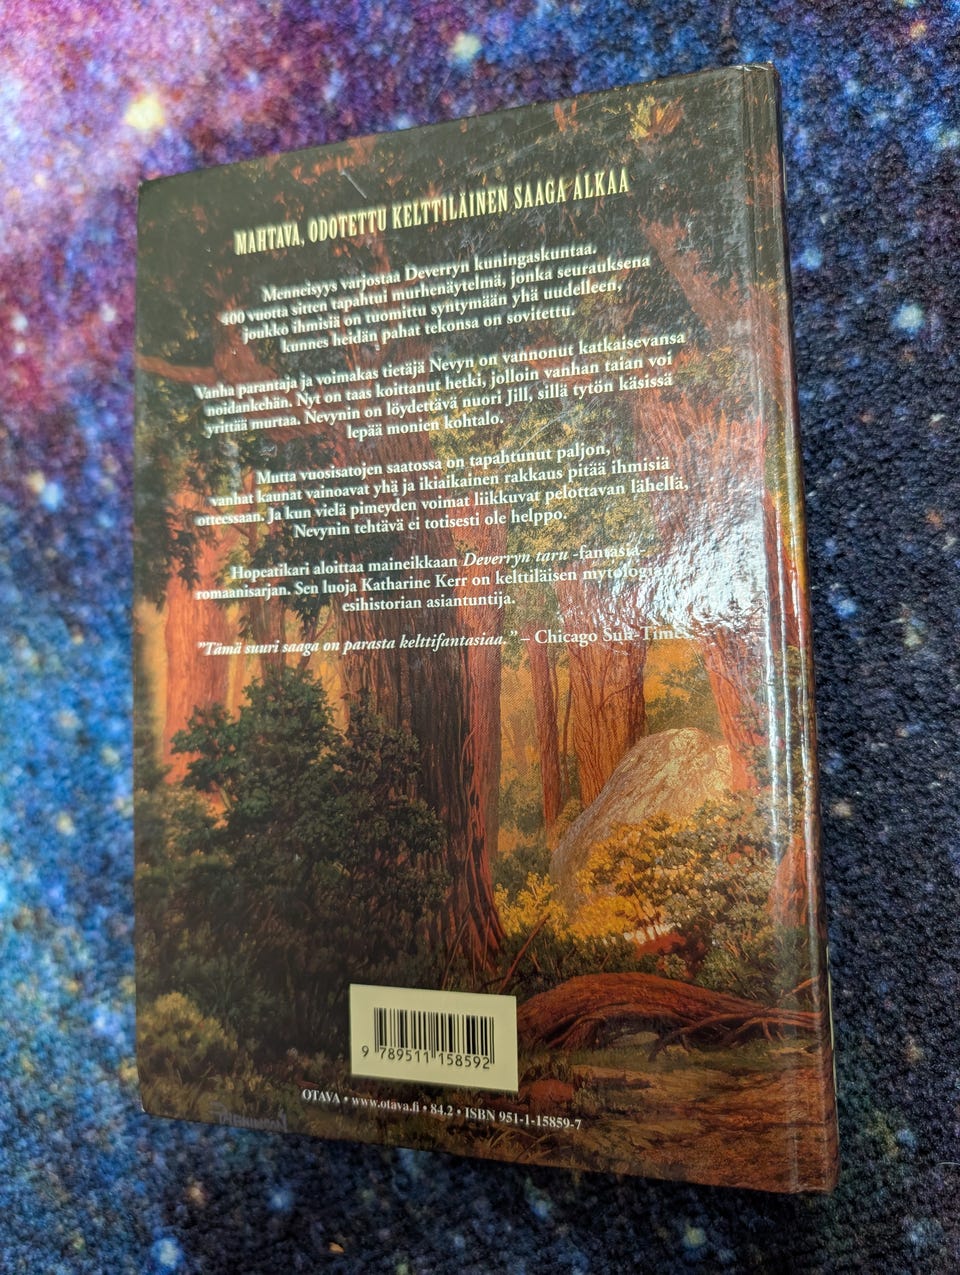 MAHTAVA, ODOTETTU KELTTILÄINEN SAAGA ALKAA
Menneisyys varjostaa Deverryn kuningaskuntaa.
400 vuotta sitten tapahtui murhenäytelmä, jonka seurauksena
joukko ihmisiä on tuomittu syntymään yhä uudelleen,
kunnes heidän pahat tekonsa on sovitettu.
Vanha parantaja ja voimakas tietäjä Nevyn on vannonut katkaisevansa
noidankehän. Nyt on taas koittanut hetki, jolloin vanhan taian voi
yrittää murtaa. Nevynin on löydettävä nuori Jill, sillä tytön käsissä
lepää monien kohtalo.
Mutta vuosisatojen saatossa on tapahtunut paljon,
vanhat kaunat vainoavat yhä ja ikiaikainen rakkaus pitää ihmisiä
otteessaan. Ja kun vielä pimeyden voimat liikkuvat pelottavan lähellä,
Nevynin tehtävä ei totisesti ole helppo.
Hopeatikari aloittaa maineikkaan Deverryn taru -fantasia-
romaanisarjan. Sen luoja Katharine Kerr on kelttiläisen mytologian
esihistorian asiantuntija.
"Tämä suuri saaga on parasta kelttifantasiaa." – Chicago Sun-Times
9 789511 158592
OTAVA • www.otava.fi • 84.2 • ISBN 951-1-15859-7